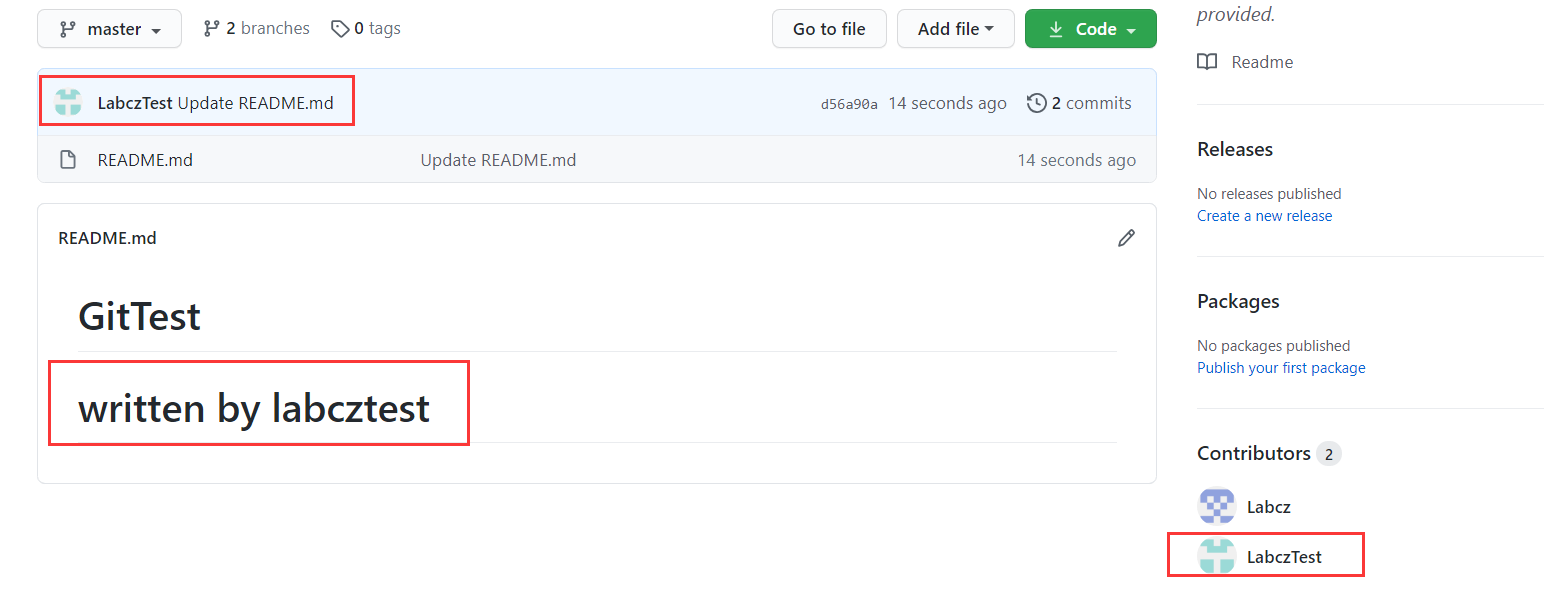 master
2 branches
0 tags
Go to file
Add file
Code
LabczTest Update README.md
d56a90a 14 seconds ago
2 commits
README.md
Update README.md
14 seconds ago
README.md
GitTest
written by labcztest
provided.
Readme
Releases
No releases published
Create a new release
Packages
No packages published
Publish your first package
Contributors 2
Labcz
LabczTest